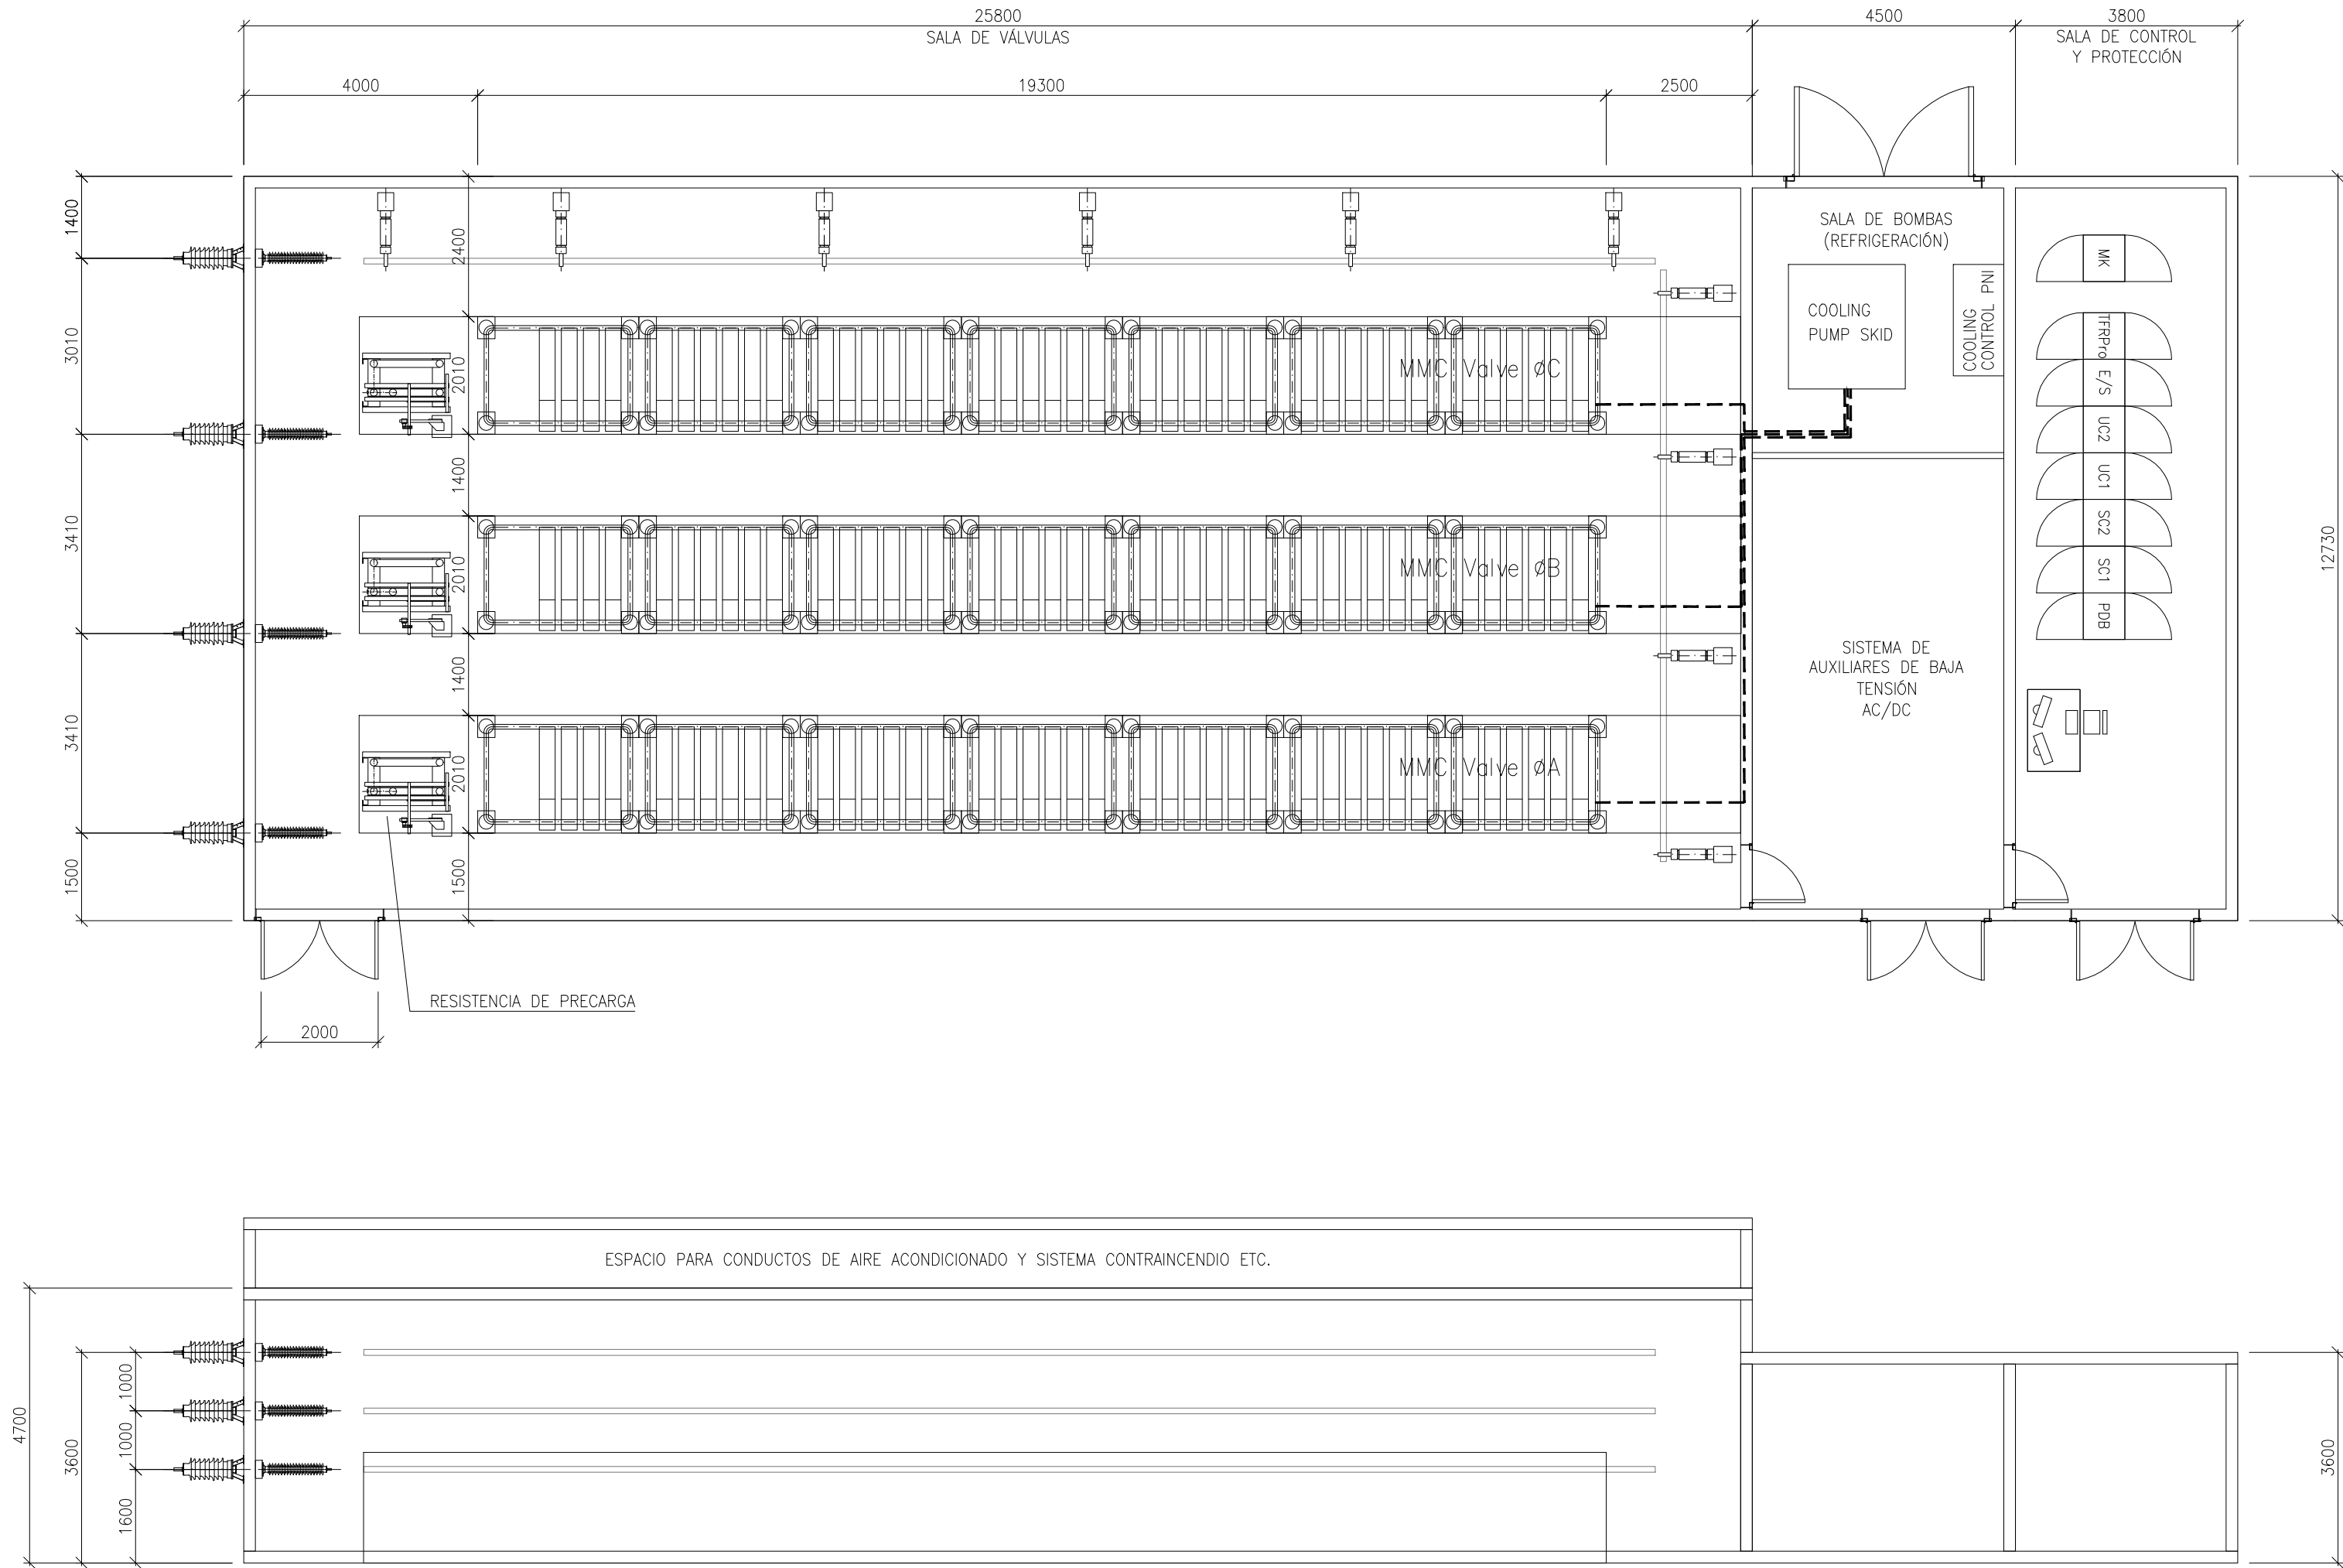 25800
4500
3800
SALA DE VÁLVULAS
SALA DE CONTROL
Y PROTECCIÓN
4000
19300
2500
1400
2400
SALA DE BOMBAS
(REFRIGERACIÓN)
MK
COOLING
PUMP SKID
COOLING
CONTROL PNI
3010
2010
MMC Valve øC
TFRPro
E/S
UC2
1400
UC1
3410
SC2
12730
2010
MMC Valve øB
SC1
PDB
1400
SISTEMA DE
AUXILIARES DE BAJA
TENSIÓN
AC/DC
3410
2010
MMC Valve øA
1500
1500
RESISTENCIA DE PRECARGA
2000
ESPACIO PARA CONDUCTOS DE AIRE ACONDICIONADO Y SISTEMA CONTRAINCENDIO ETC.
4700
3600
1000
1000
1600
3600